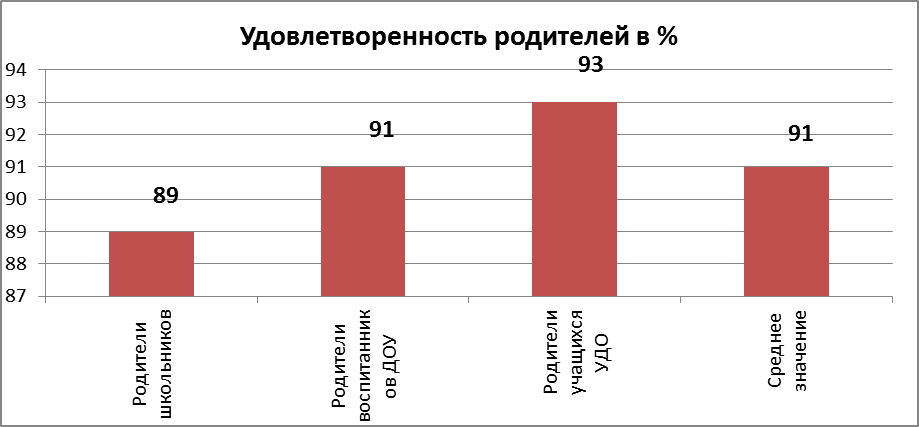 Удовлетворенность родителей в %
94
93
92
91
90
89
88
87
89
91
93
91
Родители
школьников
Родители
воспитанник
ов ДОУ
Родители
учащихся
УДО
Среднее
значение